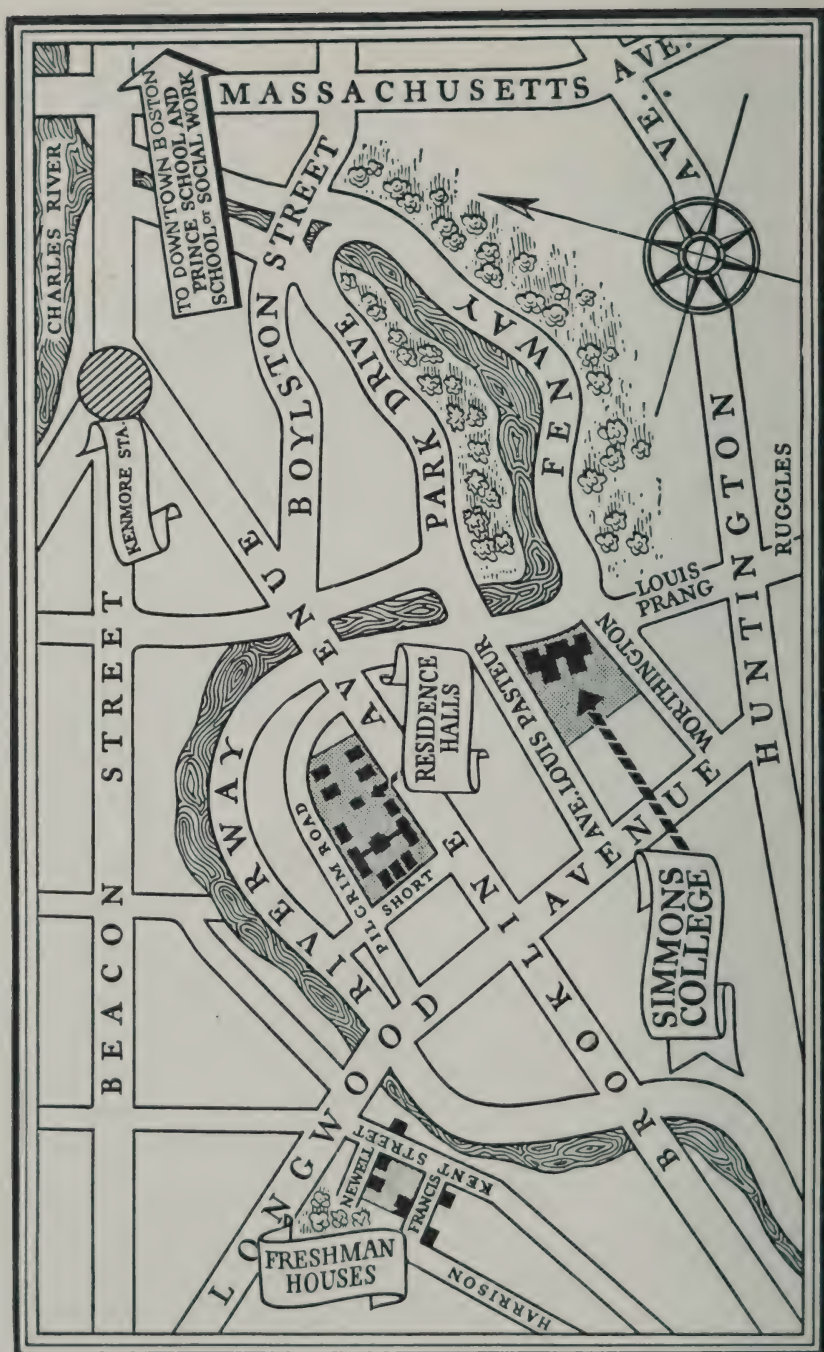 MASSACHUSETTS AVE.
AVE.
CHARLES RIVER
TO DOWNTOWN BOSTON
PRINCE SCHOOL AND
SCHOOL OF SOCIAL WORK
BOYLSTON STREET
KENMORE STA.
PARK DRIVE
FENWAY
HUNTINGTON
RUGGLES
LOUIS
PRANG
WORTHINGTON
AVE. LOUIS PASTEUR
RESIDENCE
HALLS
BROOKLINE AVENUE
BEACON STREET
RIVERWAY
PILGRIM ROAD
SHORT
LONGWOOD AVENUE
SIMMONS
COLLEGE
KENT STREET
NEWELL
FRANCIS
FRESHMAN
HOUSES
HARRISON